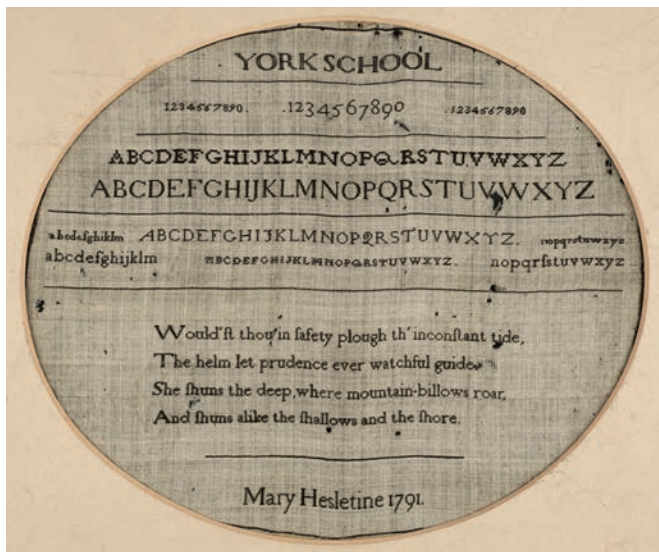 YORK SCHOOL
1234567890. .1234567890 .1234567890
ABCDEFGHIJKLMNOPQRSTUVWXYZ
ABCDEFGHIJKLMNOPQRSTUVWXYZ
abcdefghiklm ABCDEFGHIJKLMNOPQRSTUVWXYZ. nopqrstuwxyz
abcdefghijklm ABCDEFGHIJKLMNOPQRSTUVWXYZ. nopqrſstuvwxyz
Would'ſt thou in ſafety plough th' inconſtant tide,
The helm let prudence ever watchful guide
She ſhuns the deep, where mountain-billows roar,
And ſhuns alike the ſhallows and the ſhore.
Mary Hesletine 1791.